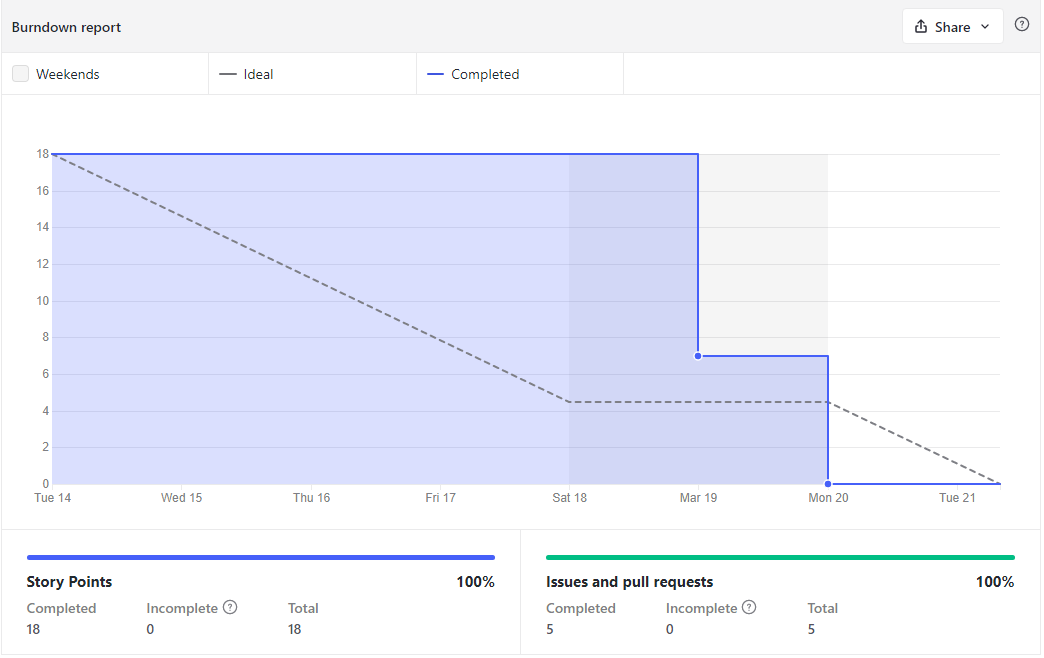 Burndown report
Share
Weekends
Ideal
Completed
18
16
14
12
10
8
6
4
2
0
Tue 14 Wed 15 Thu 16 Fri 17 Sat 18 Mar 19 Mon 20 Tue 21
Story Points 100%
Completed Incomplete ? Total
18 0 18
Issues and pull requests 100%
Completed Incomplete ? Total
5 0 5